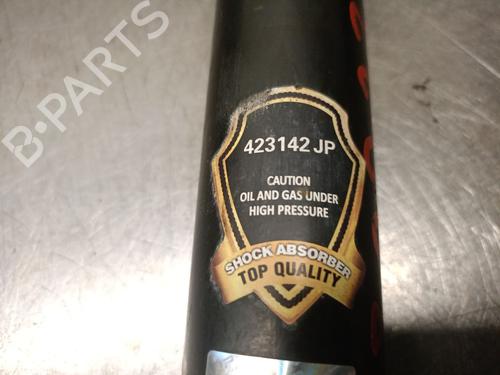 B-PARTS
423142 JP
CAUTION
OIL AND GAS UNDER
HIGH PRESSURE
SHOCK ABSORBER
TOP QUALITY